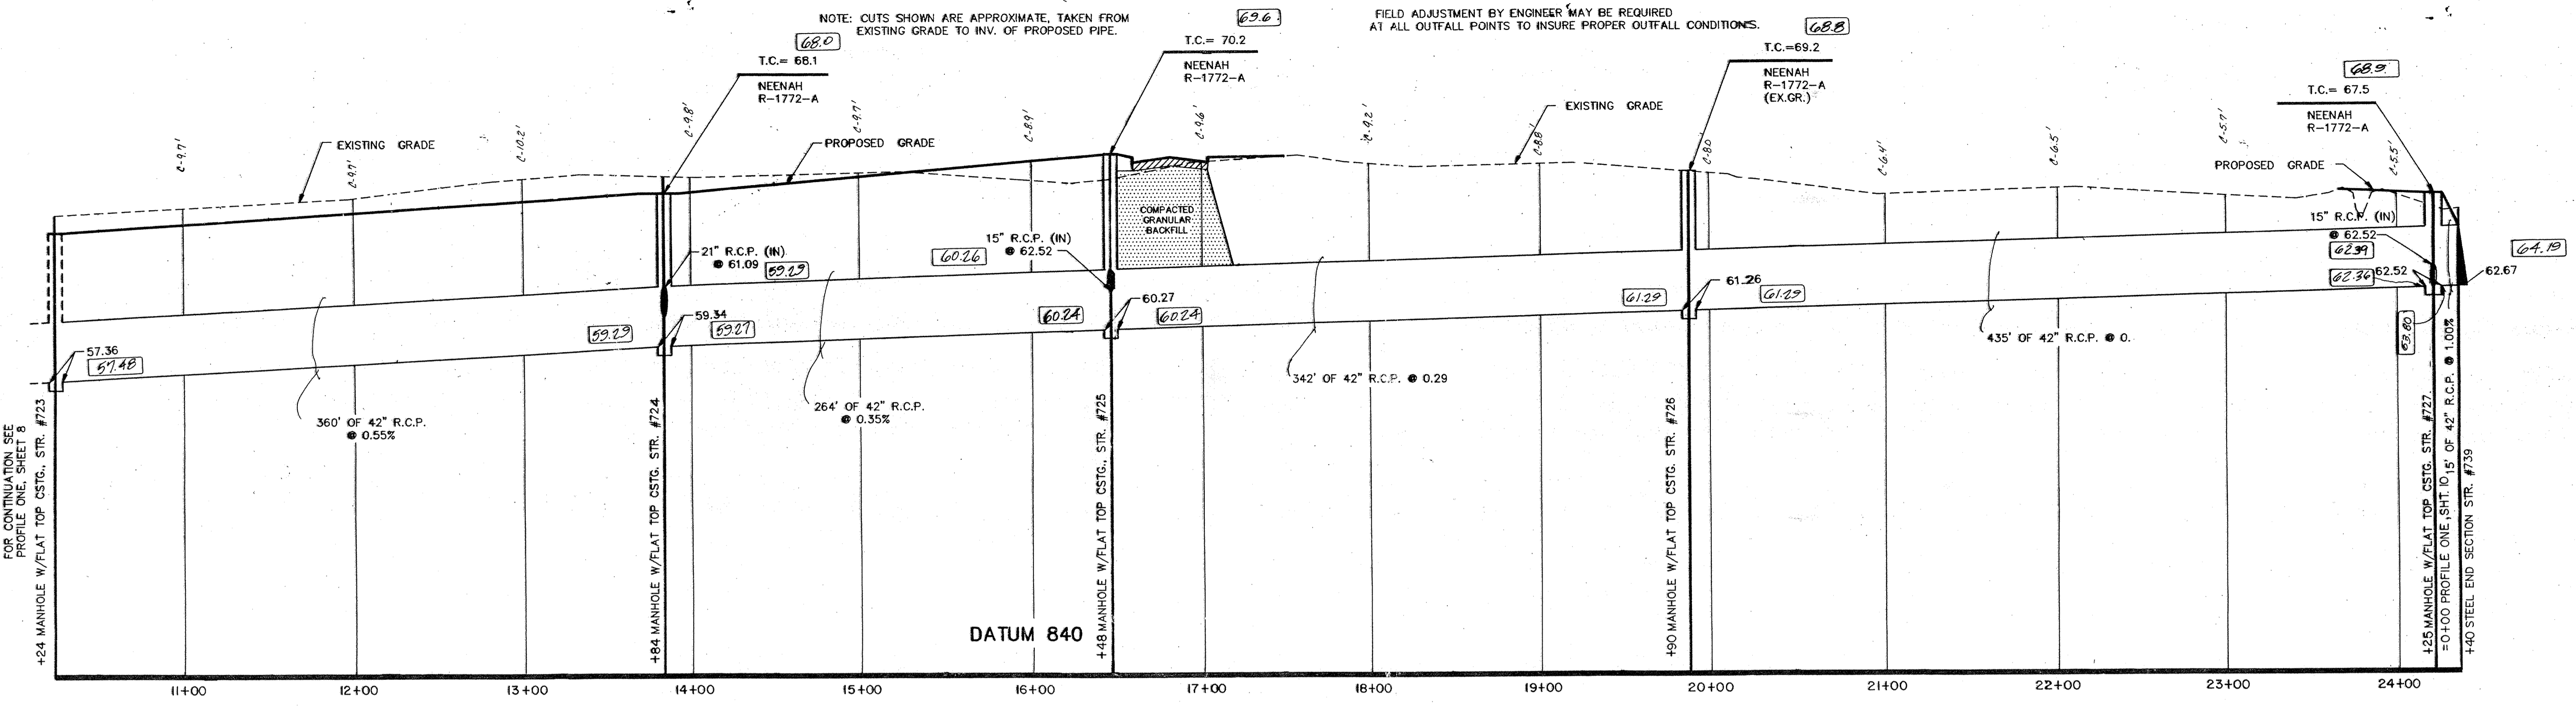 NOTE: CUTS SHOWN ARE APPROXIMATE, TAKEN FROM
EXISTING GRADE TO INV. OF PROPOSED PIPE.
FIELD ADJUSTMENT BY ENGINEER MAY BE REQUIRED
AT ALL OUTFALL POINTS TO INSURE PROPER OUTFALL CONDITIONS.
68.0
T.C.= 68.1
NEENAH
R-1772-A
69.6
T.C.= 70.2
NEENAH
R-1772-A
68.8
T.C.=69.2
NEENAH
R-1772-A
(EX.GR.)
68.9
T.C.= 67.5
NEENAH
R-1772-A
C-9.7'
C-9.7'
C-10.2'
C-9.8'
C-9.7'
C-8.9'
C-9.6'
C-9.2'
C-8.8'
C-8.0'
C-6.4'
C-6.5'
C-5.7'
C-5.5'
EXISTING GRADE
PROPOSED GRADE
EXISTING GRADE
PROPOSED GRADE
COMPACTED
GRANULAR
BACKFILL
21" R.C.P. (IN)
@ 61.09
59.29
15" R.C.P. (IN)
@ 62.52
60.26
15" R.C.P. (IN)
@ 62.52
62.39
62.36
62.52
62.67
64.19
63.80
57.36
57.48
59.29
59.34
59.27
60.24
60.27
60.24
61.29
61.26
61.29
360' OF 42" R.C.P.
@ 0.55%
264' OF 42" R.C.P.
@ 0.35%
342' OF 42" R.C.P. @ 0.29
435' OF 42" R.C.P. @ 0.
FOR CONTINUATION SEE
PROFILE ONE, SHEET 8
+24 MANHOLE W/FLAT TOP CSTG., STR. #723
+84 MANHOLE W/FLAT TOP CSTG. STR. #724
+48 MANHOLE W/FLAT TOP CSTG., STR. #725
+90 MANHOLE W/FLAT TOP CSTG. STR. #726
+25 MANHOLE W/FLAT TOP CSTG. STR. #727.
=0+00 PROFILE ONE, SHT. 10
15' OF 42" R.C.P. @ 1.00%
+40 STEEL END SECTION STR. #739
DATUM 840
11+00
12+00
13+00
14+00
15+00
16+00
17+00
18+00
19+00
20+00
21+00
22+00
23+00
24+00